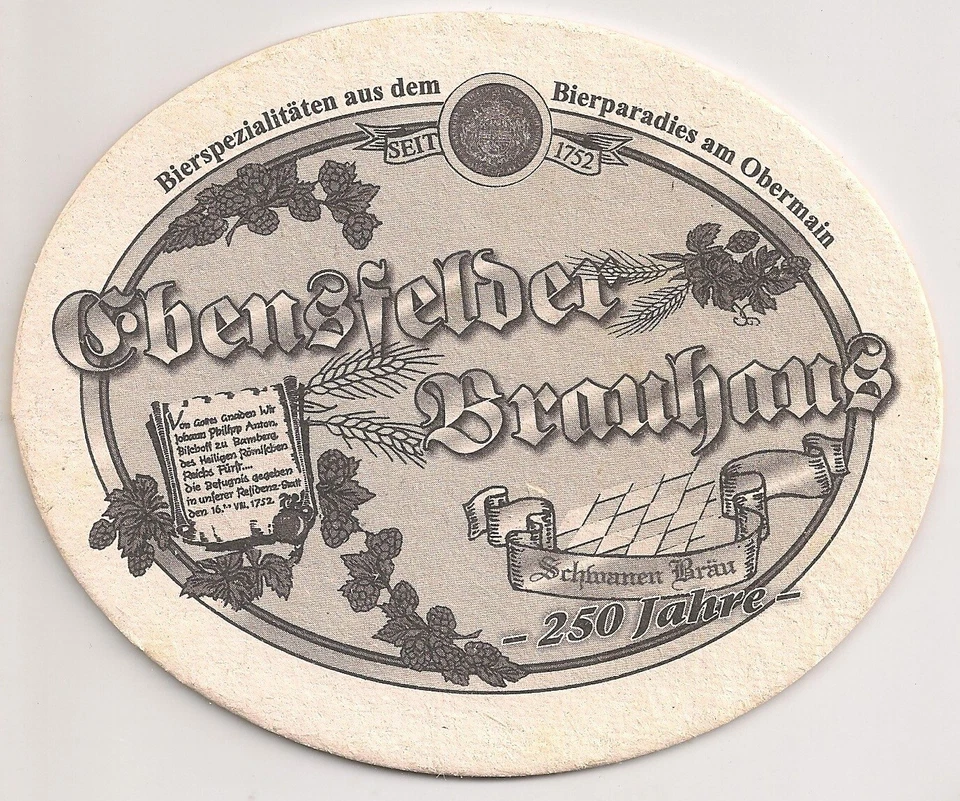 Bierspezialitäten aus dem Bierparadies am Obermain
SEIT 1752
Ebensfelder
Brauhaus
Von Gottes Gnaden Wir
Johann Philipp Anton,
Bischoff zu Bamberg,
des Heiligen Römischen
Reichs Fürst....
die Befugnis gegeben
in unserer Residenz-Stadt
den 16.ten VIII. 1752.
Schwanen Bräu
– 250 Jahre –